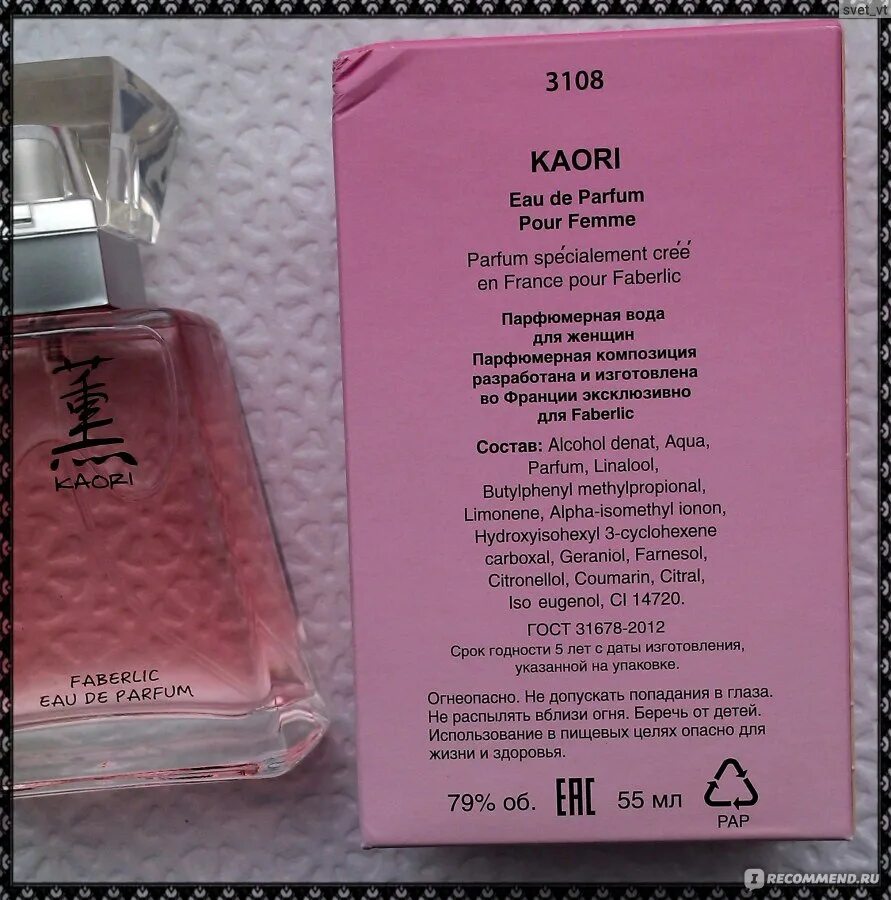 svet_vt
薫
KAORI
FABERLIC
EAU DE PARFUM
3108
KAORI
Eau de Parfum
Pour Femme
Parfum spécialement creéé
en France pour Faberlic
Парфюмерная вода
для женщин
Парфюмерная композиция
разработана и изготовлена
во Франции эксклюзивно
для Faberlic
Состав: Alcohol denat, Aqua,
Parfum, Linalool,
Butylphenyl methylpropional,
Limonene, Alpha-isomethyl ionon,
Hydroxyisohexyl 3-cyclohexene
carboxal, Geraniol, Farnesol,
Citronellol, Coumarin, Citral,
Iso eugenol, CI 14720.
ГОСТ 31678-2012
Срок годности 5 лет с даты изготовления,
указанной на упаковке.
Огнеопасно. Не допускать попадания в глаза.
Не распылять вблизи огня. Беречь от детей.
Использование в пищевых целях опасно для
жизни и здоровья.
79% об. EAC 55 мл
PAP
I RECOMMEND.RU